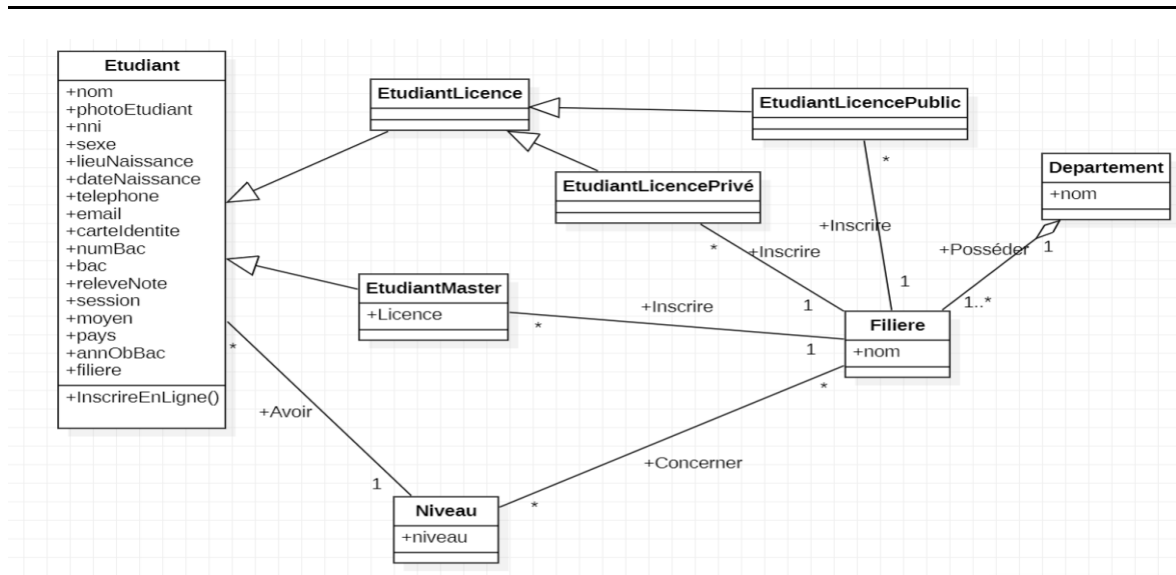 Etudiant
+nom
+photoEtudiant
+nni
+sexe
+lieuNaissance
+dateNaissance
+telephone
+email
+carteIdentite
+numBac
+bac
+releveNote
+session
+moyen
+pays
+annObBac
+filiere
+InscrireEnLigne()
EtudiantLicence
EtudiantLicencePublic
EtudiantLicencePrivé
Departement
+nom
*
+Inscrire
1
*
+Inscrire
1
+Posséder
1
1..*
EtudiantMaster
+Licence
*
+Inscrire
1
Filiere
+nom
*
*
+Avoir
1
+Concerner
*
Niveau
+niveau